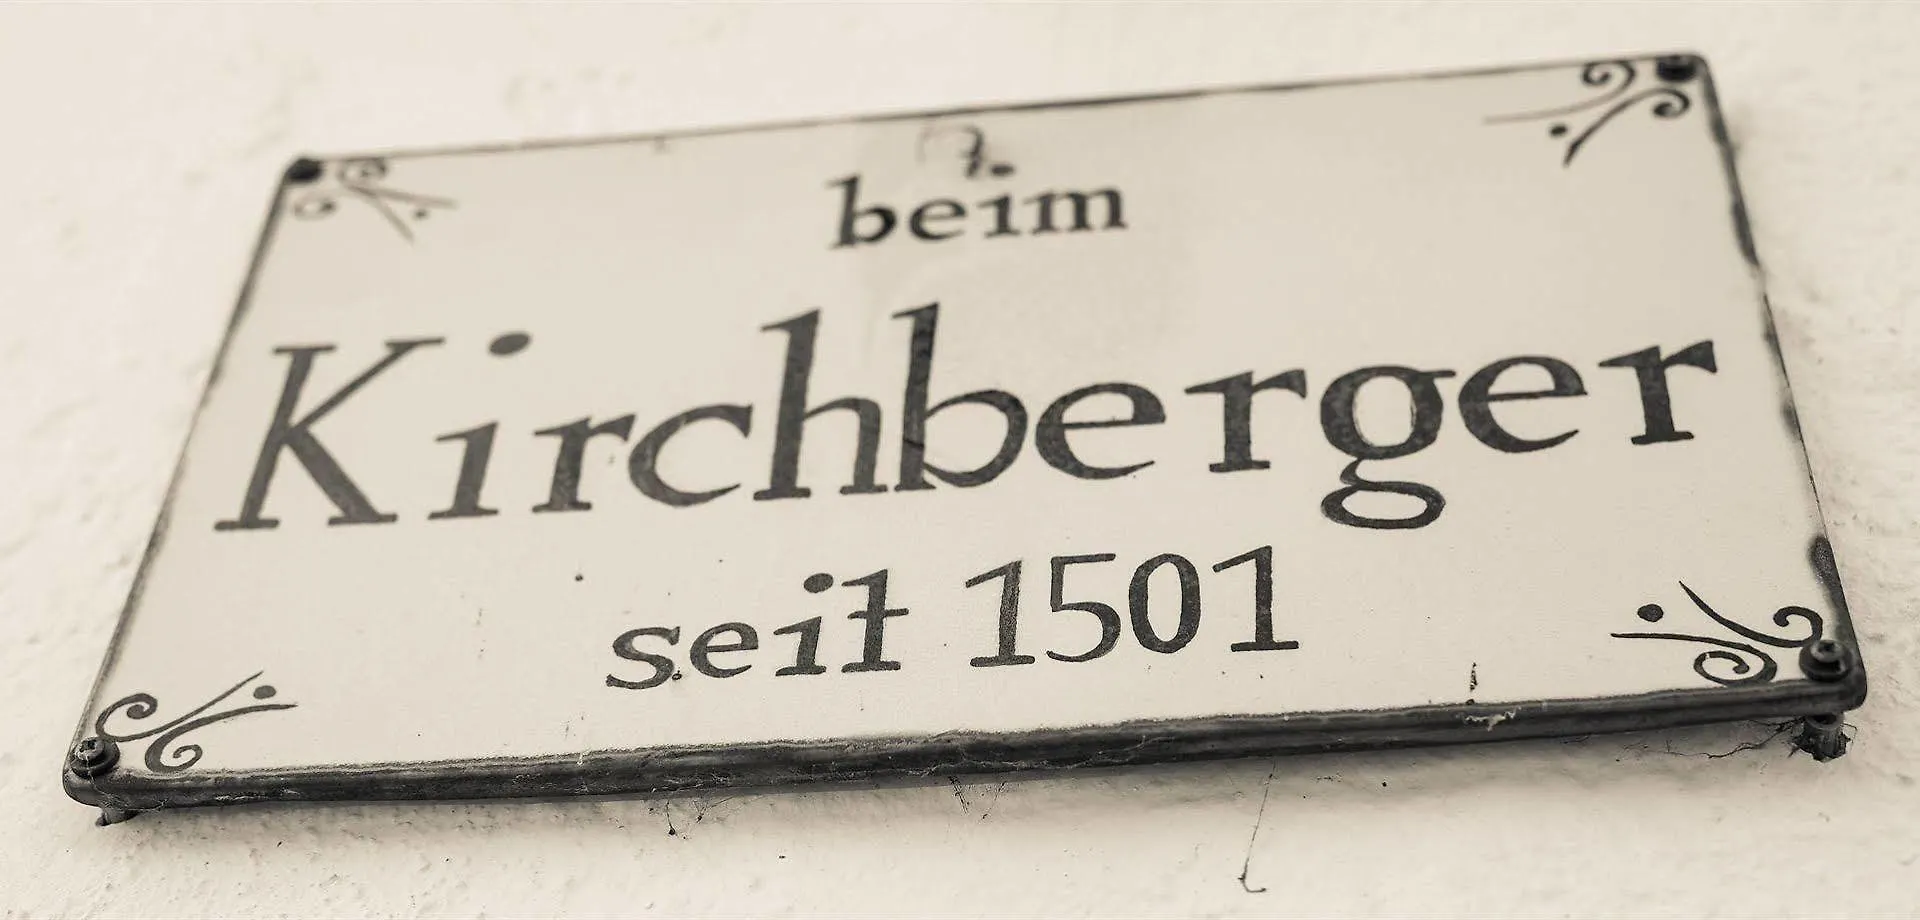 beim
Kirchberger
seit 1501